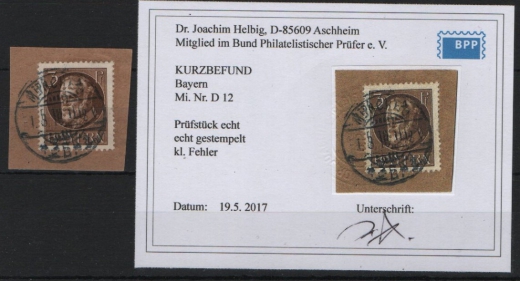 Dr. Joachim Helbig, D-85609 Aschheim
Mitglied im Bund Philatelistischer Prüfer e. V.
BPP
KURZBEFUND
Bayern
Mi. Nr. D 12
Prüfstück echt
echt gestempelt
kl. Fehler
Datum: 19.5. 2017
Unterschrift: